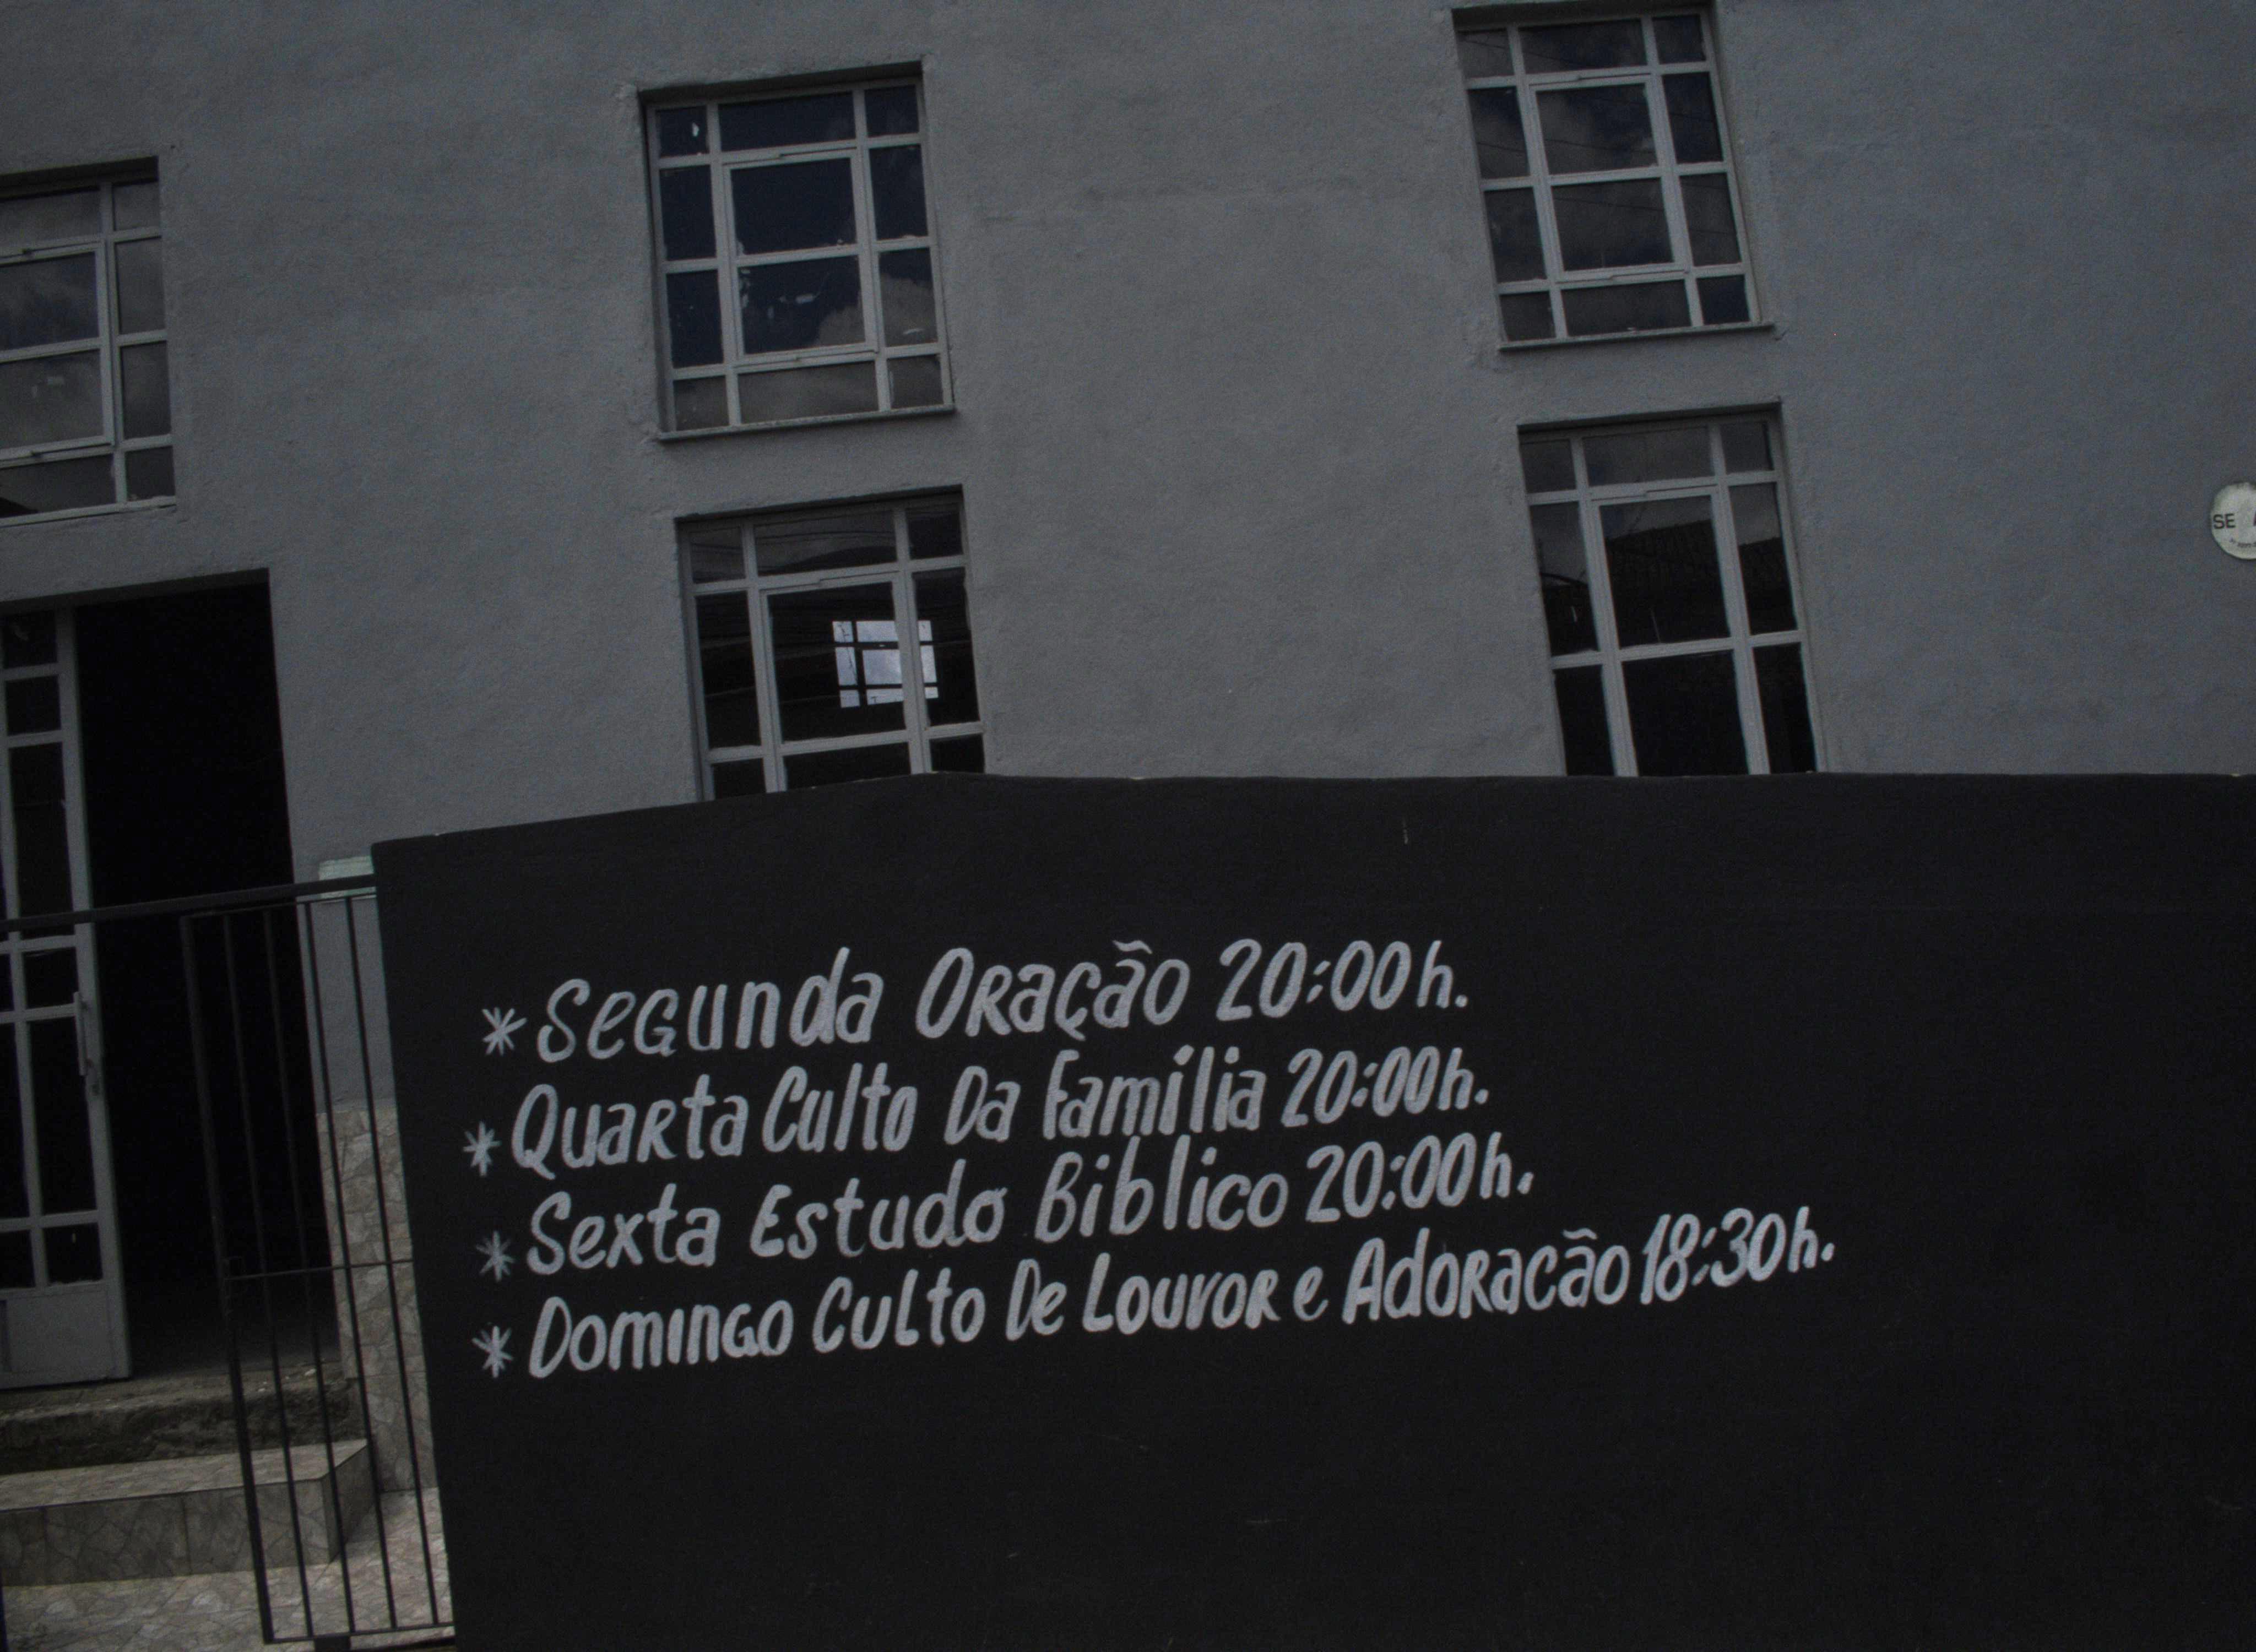 SE
* Segunda Oração 20:00h.
* Quarta Culto Da Família 20:00h.
* Sexta Estudo Biblico 20:00h.
* Domingo Culto De Louvor e Adoracão 18:30h.